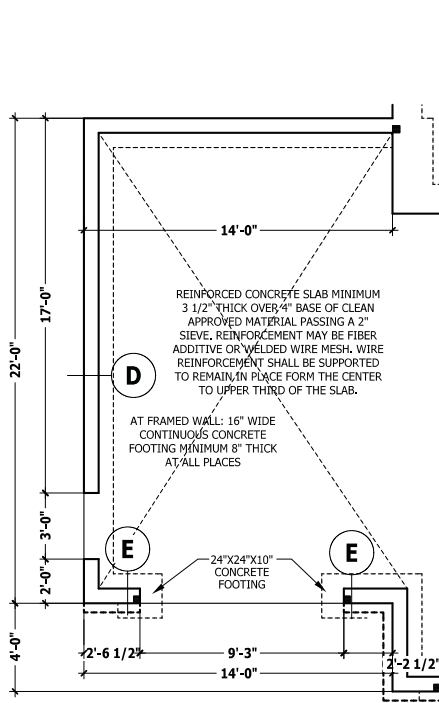 14'-0"
REINFORCED CONCRETE SLAB MINIMUM
3 1/2" THICK OVER 4" BASE OF CLEAN
APPROVED MATERIAL PASSING A 2"
SIEVE. REINFORCEMENT MAY BE FIBER
ADDITIVE OR WELDED WIRE MESH. WIRE
REINFORCEMENT SHALL BE SUPPORTED
TO REMAIN IN PLACE FORM THE CENTER
TO UPPER THIRD OF THE SLAB.
22'-0"
17'-0"
D
AT FRAMED WALL: 16" WIDE
CONTINUOUS CONCRETE
FOOTING MINIMUM 8" THICK
AT ALL PLACES
3'-0"
E
E
24"X24"X10"
CONCRETE
FOOTING
2'-0"
4'-0"
2'-6 1/2"
9'-3"
2'-2 1/2"
14'-0"